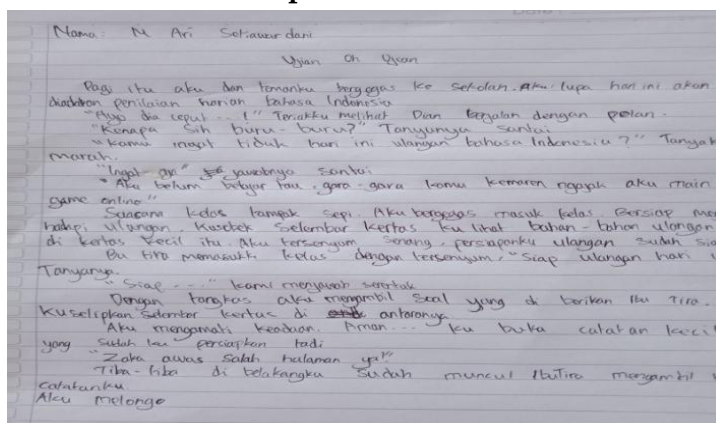 Nama : M Ari Setiawardani
Ujian Oh Ujian
Pagi itu aku dan temanku bergegas ke sekolah. Aku lupa hari ini akan
diadakan penilaian harian bahasa Indonesia
"Ayo dia cepat ...!" Teriakku melihat Dian berjalan dengan pelan.
"Kenapa sih buru-buru?" Tanyanya santai
"Kamu ingat tidak hari ini ulangan bahasa Indonesia?" Tanyak
marah.
"Ingat" jawabnya santai
"Aku belum belajar tau, gara-gara kamu kemaren ngajak aku main
game online"
Suasana kelas tampak sepi. Aku bergegas masuk kelas. Bersiap me
hadapi ulangan. Kusobek Selembar kertas ku lihat bahan-bahan ulangan
di kertas kecil itu. Aku tersenyum senang, persiapanku ulangan sudah sia
Bu tiro memasuki kelas dengan tersenyum. "Siap ulangan hari
Tanyanya.
"Siap ..." kami menjawab serentak
Dengan tangkas aku mengambil Soal yang di berikan Ibu Tiro.
Kuselipkan Selembar kertas di antaranya
Aku mengamati keadaan. Aman... ku buka catatan keci
yang sudah ku persiapkan tadi
"Zaka awas Salah halaman ya!"
Tiba-tiba di belakangku sudah muncul IbuTiro mengambil
catatanku.
Aku melongo